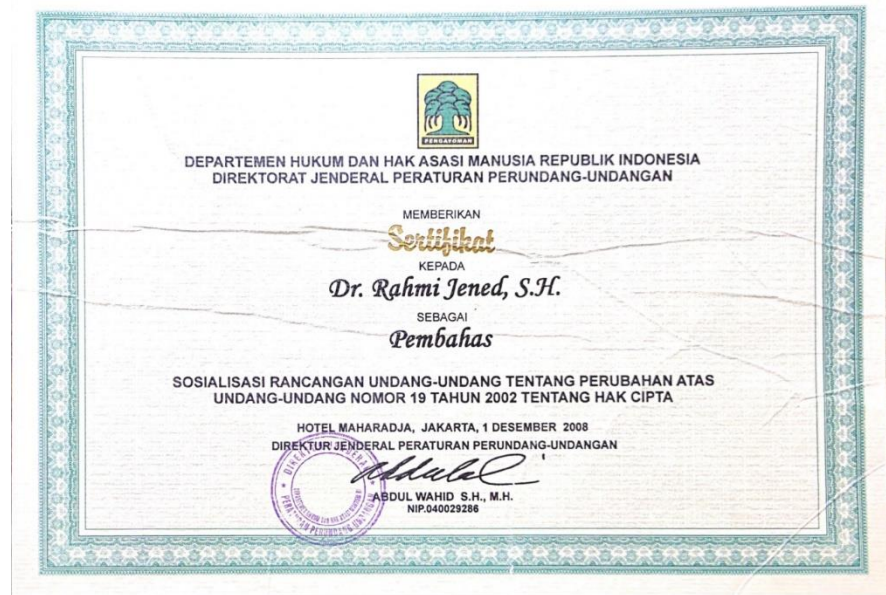 PENGAYOMAN
DEPARTEMEN HUKUM DAN HAK ASASI MANUSIA REPUBLIK INDONESIA
DIREKTORAT JENDERAL PERATURAN PERUNDANG-UNDANGAN
MEMBERIKAN
Sertifikat
KEPADA
Dr. Rahmi Jened, S.H.
SEBAGAI
Pembahas
SOSIALISASI RANCANGAN UNDANG-UNDANG TENTANG PERUBAHAN ATAS
UNDANG-UNDANG NOMOR 19 TAHUN 2002 TENTANG HAK CIPTA
HOTEL MAHARADJA, JAKARTA, 1 DESEMBER 2008
DIREKTUR JENDERAL PERATURAN PERUNDANG-UNDANGAN
ABDUL WAHID S.H., M.H.
NIP.040029286